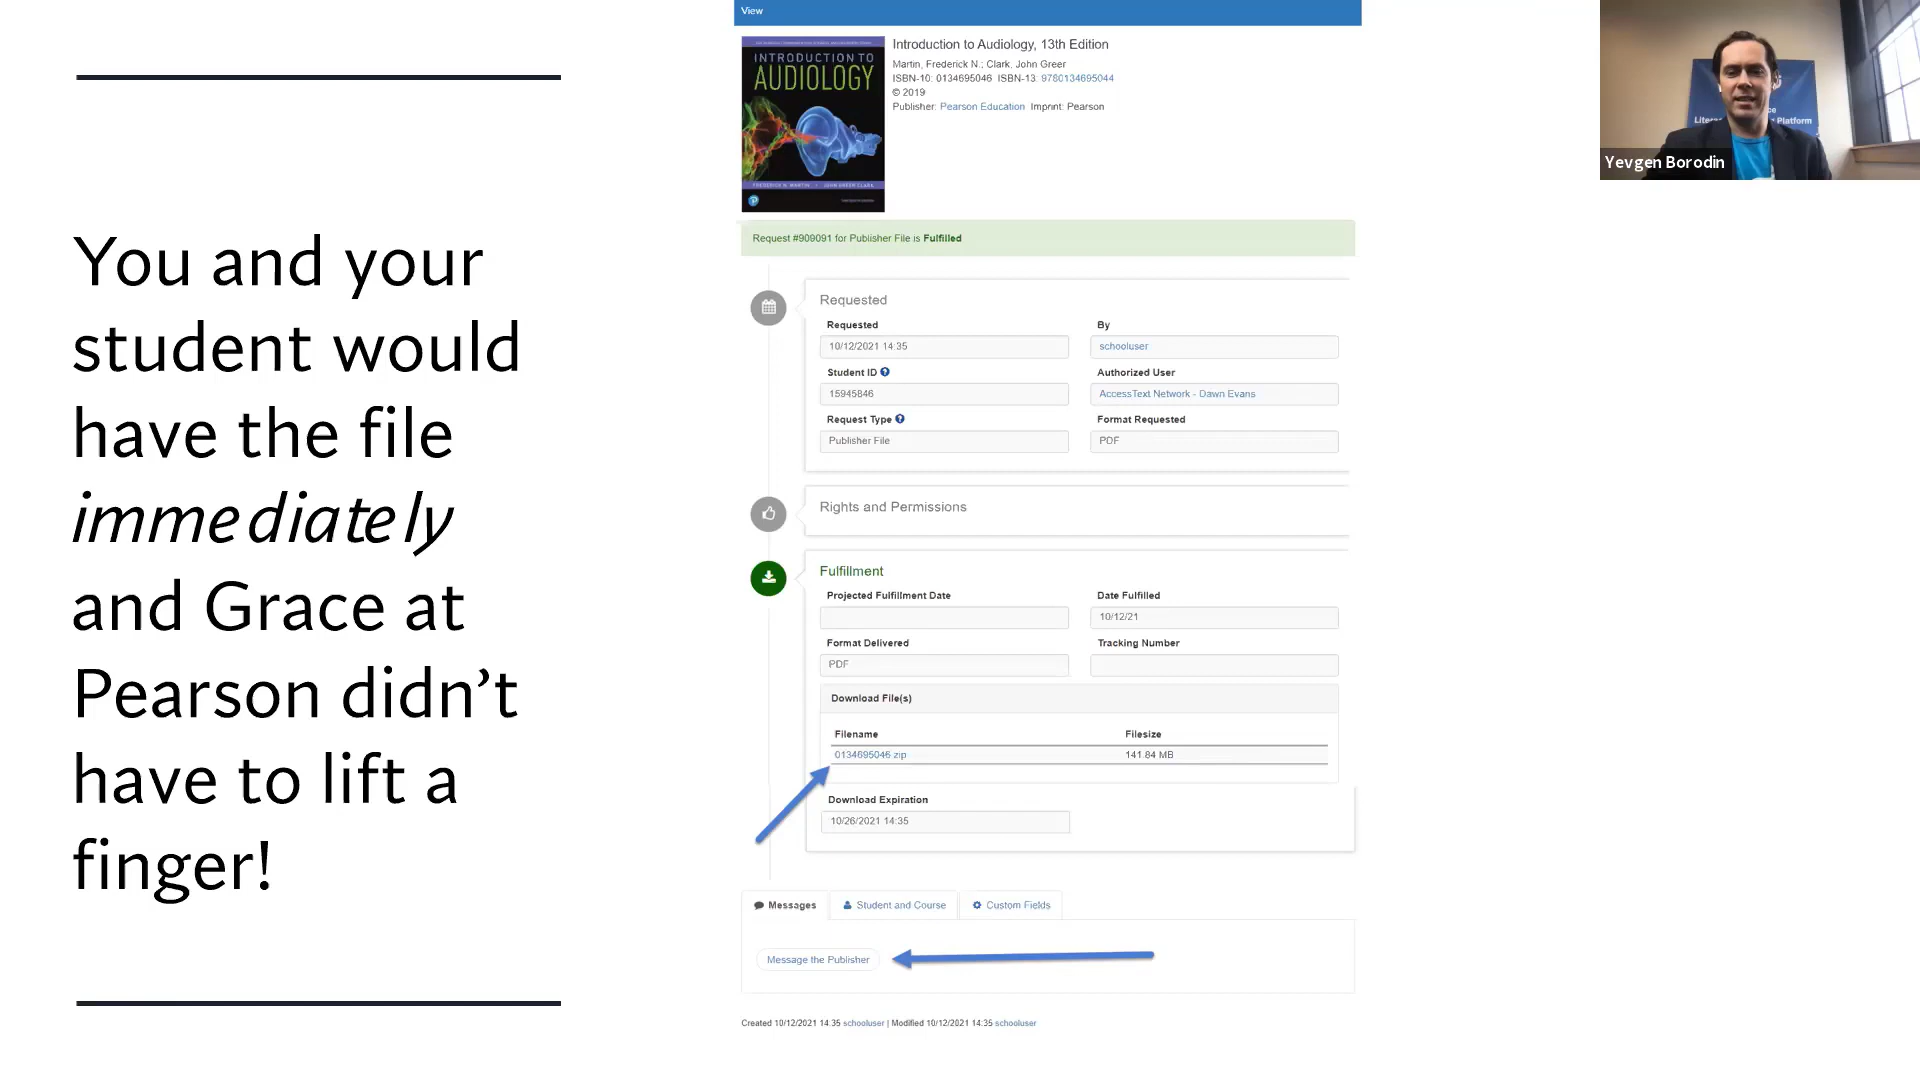 You and your
student would
have the file
immediately
and Grace at
Pearson didn’t
have to lift a
finger!
View
INTRODUCTION TO
AUDIOLOGY
FREDERICK N. MARTIN • JOHN GREER CLARK
Introduction to Audiology, 13th Edition
Martin, Frederick N.; Clark, John Greer
ISBN-10: 0134695046 ISBN-13: 9780134695044
© 2019
Publisher: Pearson Education Imprint: Pearson
Request #909091 for Publisher File is Fulfilled
Requested
Requested By
10/12/2021 14:35 schooluser
Student ID Authorized User
15945846 AccessText Network - Dawn Evans
Request Type Format Requested
Publisher File PDF
Rights and Permissions
Fulfillment
Projected Fulfillment Date Date Fulfilled
10/12/21
Format Delivered Tracking Number
PDF
Download File(s)
Filename Filesize
0134695046.zip 141.84 MB
Download Expiration
10/26/2021 14:35
Messages Student and Course Custom Fields
Message the Publisher
Created 10/12/2021 14:35 schooluser | Modified 10/12/2021 14:35 schooluser
Platform
Yevgen Borodin